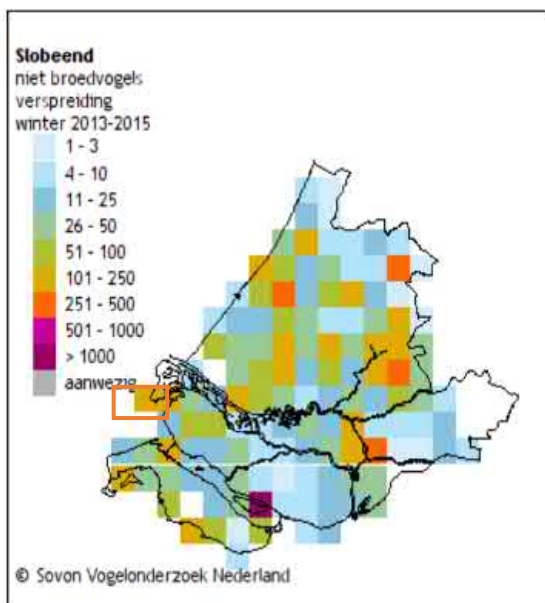 Slobeend
niet broedvogels
verspreiding
winter 2013-2015
1 - 3
4 - 10
11 - 25
26 - 50
51 - 100
101 - 250
251 - 500
501 - 1000
> 1000
aanwezig
© Sovon Vogelonderzoek Nederland